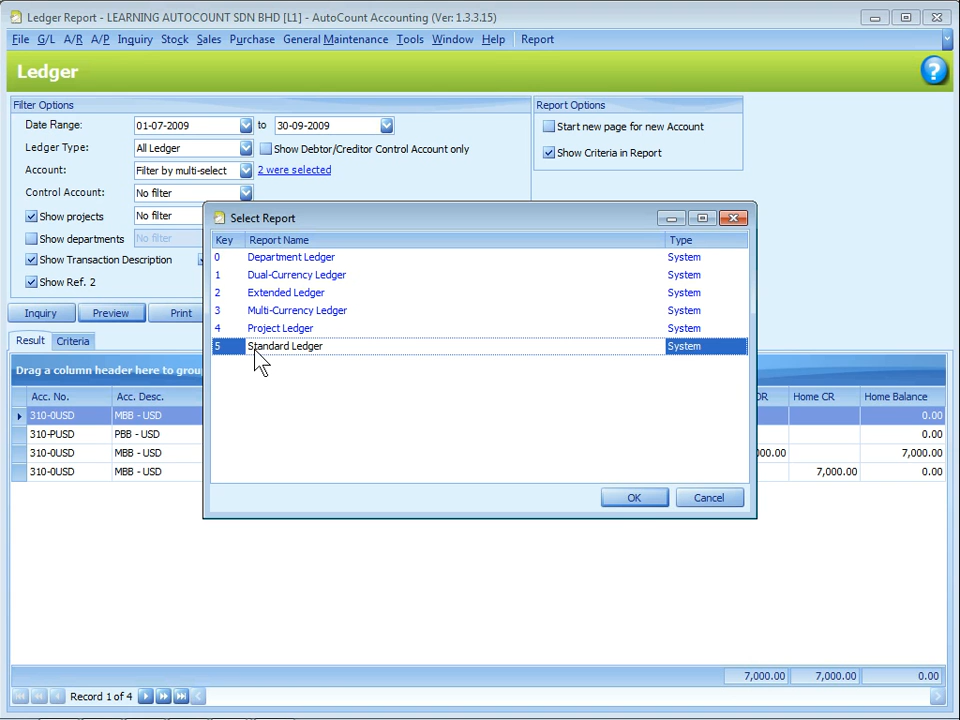 Ledger Report - LEARNING AUTOCOUNT SDN BHD [L1] - AutoCount Accounting (Ver: 1.3.3.15)
File G/L A/R A/P Inquiry Stock Sales Purchase General Maintenance Tools Window Help Report
Ledger ?
Filter Options
Date Range: 01-07-2009 to 30-09-2009
Ledger Type: All Ledger Show Debtor/Creditor Control Account only
Account: Filter by multi-select 2 were selected
Control Account: No filter
Show projects No filter
Show departments No filter
Show Transaction Description
Show Ref. 2
Report Options
Start new page for new Account
Show Criteria in Report
Inquiry Preview Print
Result Criteria
Select Report
Key Report Name Type
0 Department Ledger System
1 Dual-Currency Ledger System
2 Extended Ledger System
3 Multi-Currency Ledger System
4 Project Ledger System
5 Standard Ledger System
OK Cancel
Drag a column header here to grou
Acc. No. Acc. Desc. DR Home CR Home Balance
310-0USD MBB - USD 0.00
310-PUSD PBB - USD 0.00
310-0USD MBB - USD 000.00 7,000.00
310-0USD MBB - USD 7,000.00 0.00
7,000.00 7,000.00 0.00
Record 1 of 4